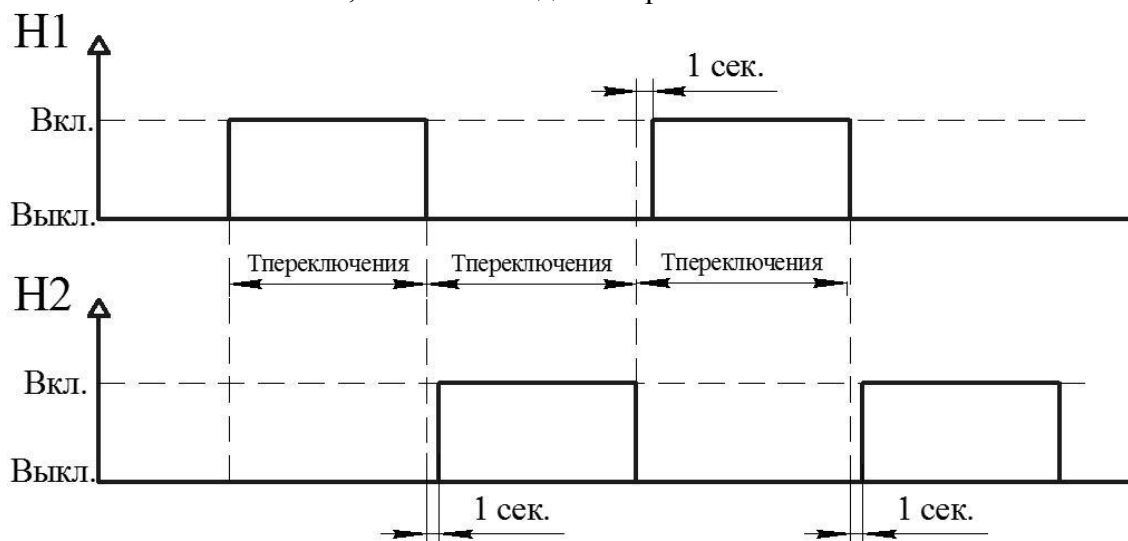 H1
1 сек.
Вкл.
Выкл.
Тпереключения Тпереключения Тпереключения
H2
Вкл.
Выкл.
1 сек. 1 сек.